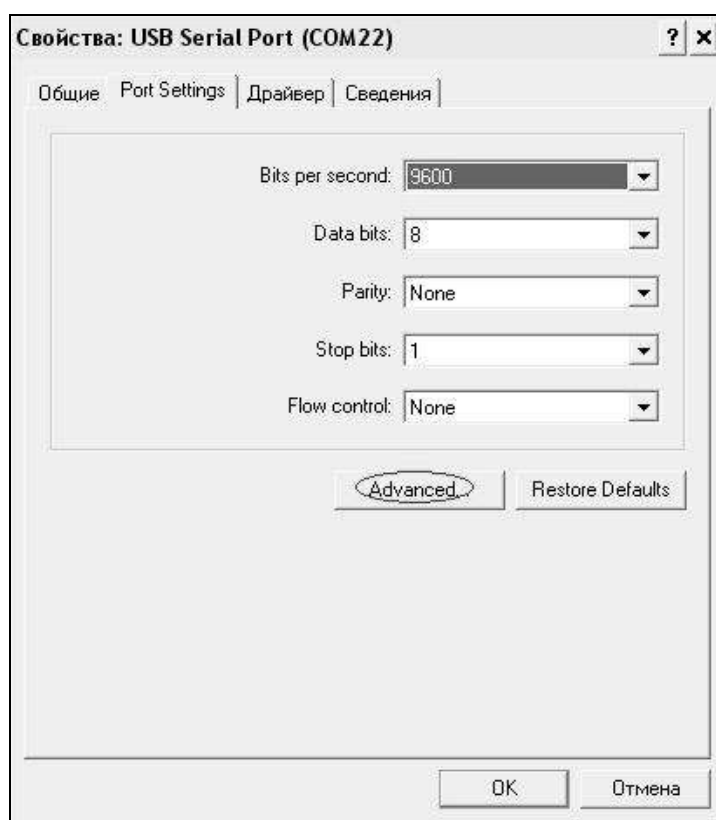 Свойства: USB Serial Port (COM22) ? ×
Общие Port Settings Драйвер Сведения
Bits per second: 9600
Data bits: 8
Parity: None
Stop bits: 1
Flow control: None
Advanced... Restore Defaults
OK Отмена